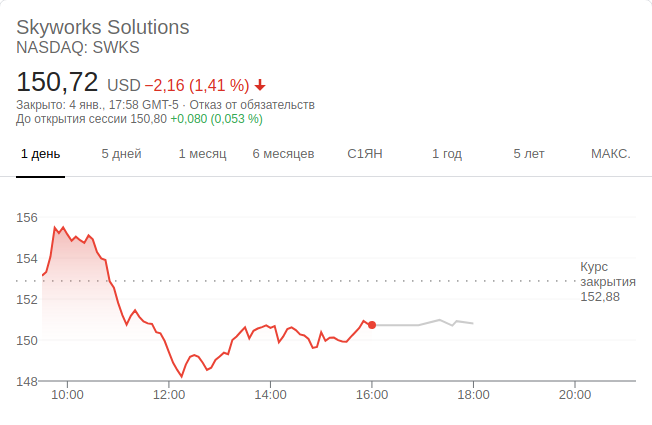 Skyworks Solutions
NASDAQ: SWKS
150,72 USD −2,16 (1,41 %)
Закрыто: 4 янв., 17:58 GMT-5 · Отказ от обязательств
До открытия сессии 150,80 +0,080 (0,053 %)
1 день 5 дней 1 месяц 6 месяцев С1ЯН 1 год 5 лет МАКС.
156
154
Курс
закрытия
152,88
152
150
148
10:00 12:00 14:00 16:00 18:00 20:00